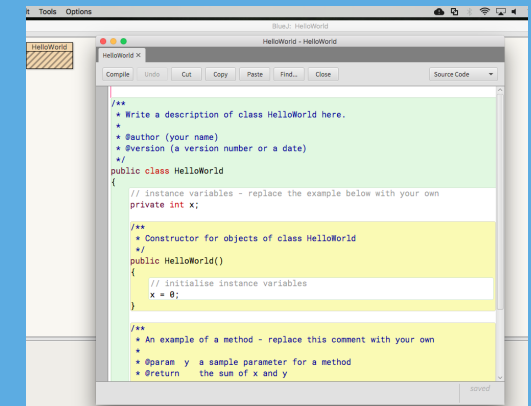 it Tools Options
BlueJ: HelloWorld
HelloWorld
HelloWorld - HelloWorld
HelloWorld ×
Compile Undo Cut Copy Paste Find... Close Source Code
/**
 * Write a description of class HelloWorld here.
 *
 * @author (your name)
 * @version (a version number or a date)
 */
public class HelloWorld
{
    // instance variables - replace the example below with your own
    private int x;
    /**
     * Constructor for objects of class HelloWorld
     */
    public HelloWorld()
    {
        // initialise instance variables
        x = 0;
    }
    /**
     * An example of a method - replace this comment with your own
     *
     * @param  y  a sample parameter for a method
     * @return    the sum of x and y
saved